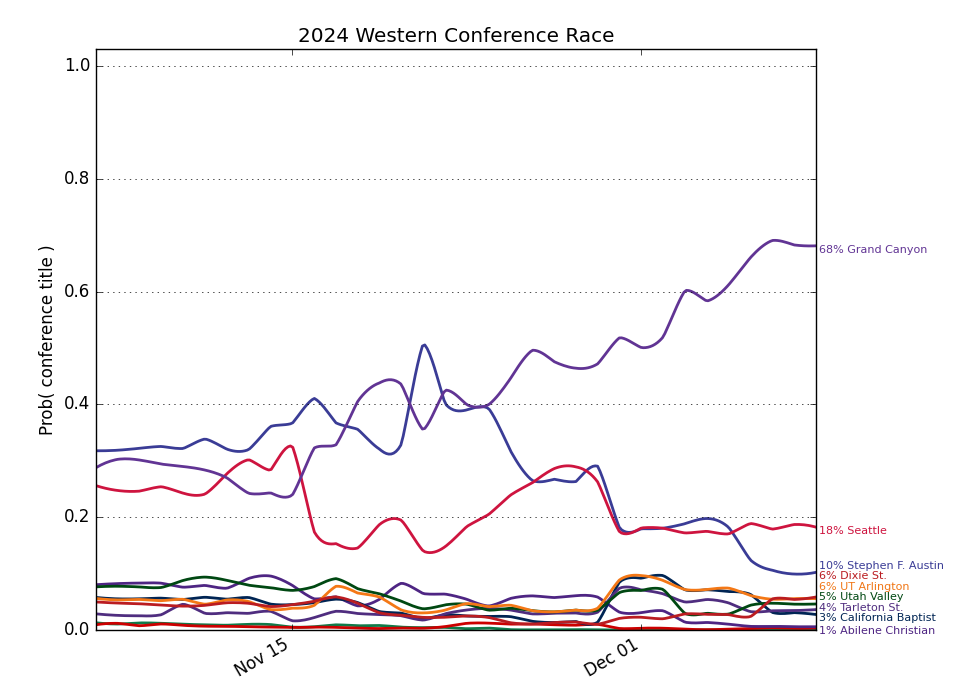 2024 Western Conference Race
Prob( conference title )
1.0
0.8
0.6
0.4
0.2
0.0
Nov 15
Dec 01
68% Grand Canyon
18% Seattle
10% Stephen F. Austin
6% Dixie St.
6% UT Arlington
5% Utah Valley
4% Tarleton St.
3% California Baptist
1% Abilene Christian